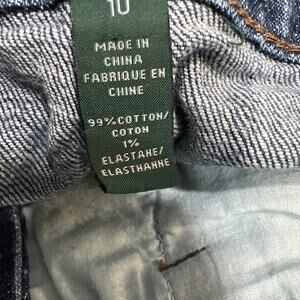 10
MADE IN
CHINA
FABRIQUE EN
CHINE
99% COTTON/
COTON
1%
ELASTANE/
ELASTHANNE